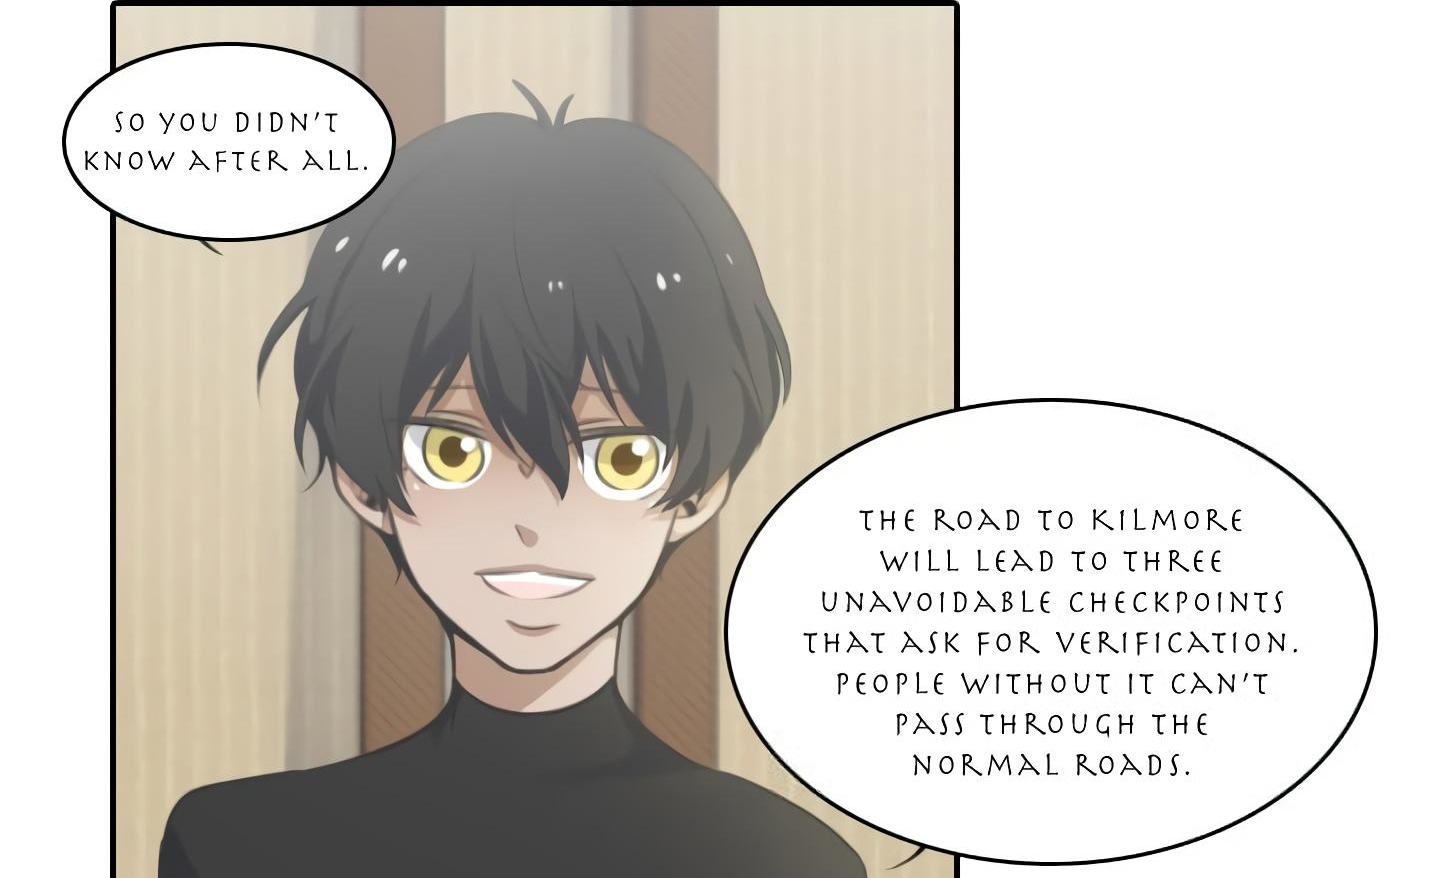 SO YOU DIDN'T
KNOW AFTER ALL.
THE ROAD TO KILMORE
WILL LEAD TO THREE
UNAVOIDABLE CHECKPOINTS
THAT ASK FOR VERIFICATION.
PEOPLE WITHOUT IT CAN'T
PASS THROUGH THE
NORMAL ROADS.